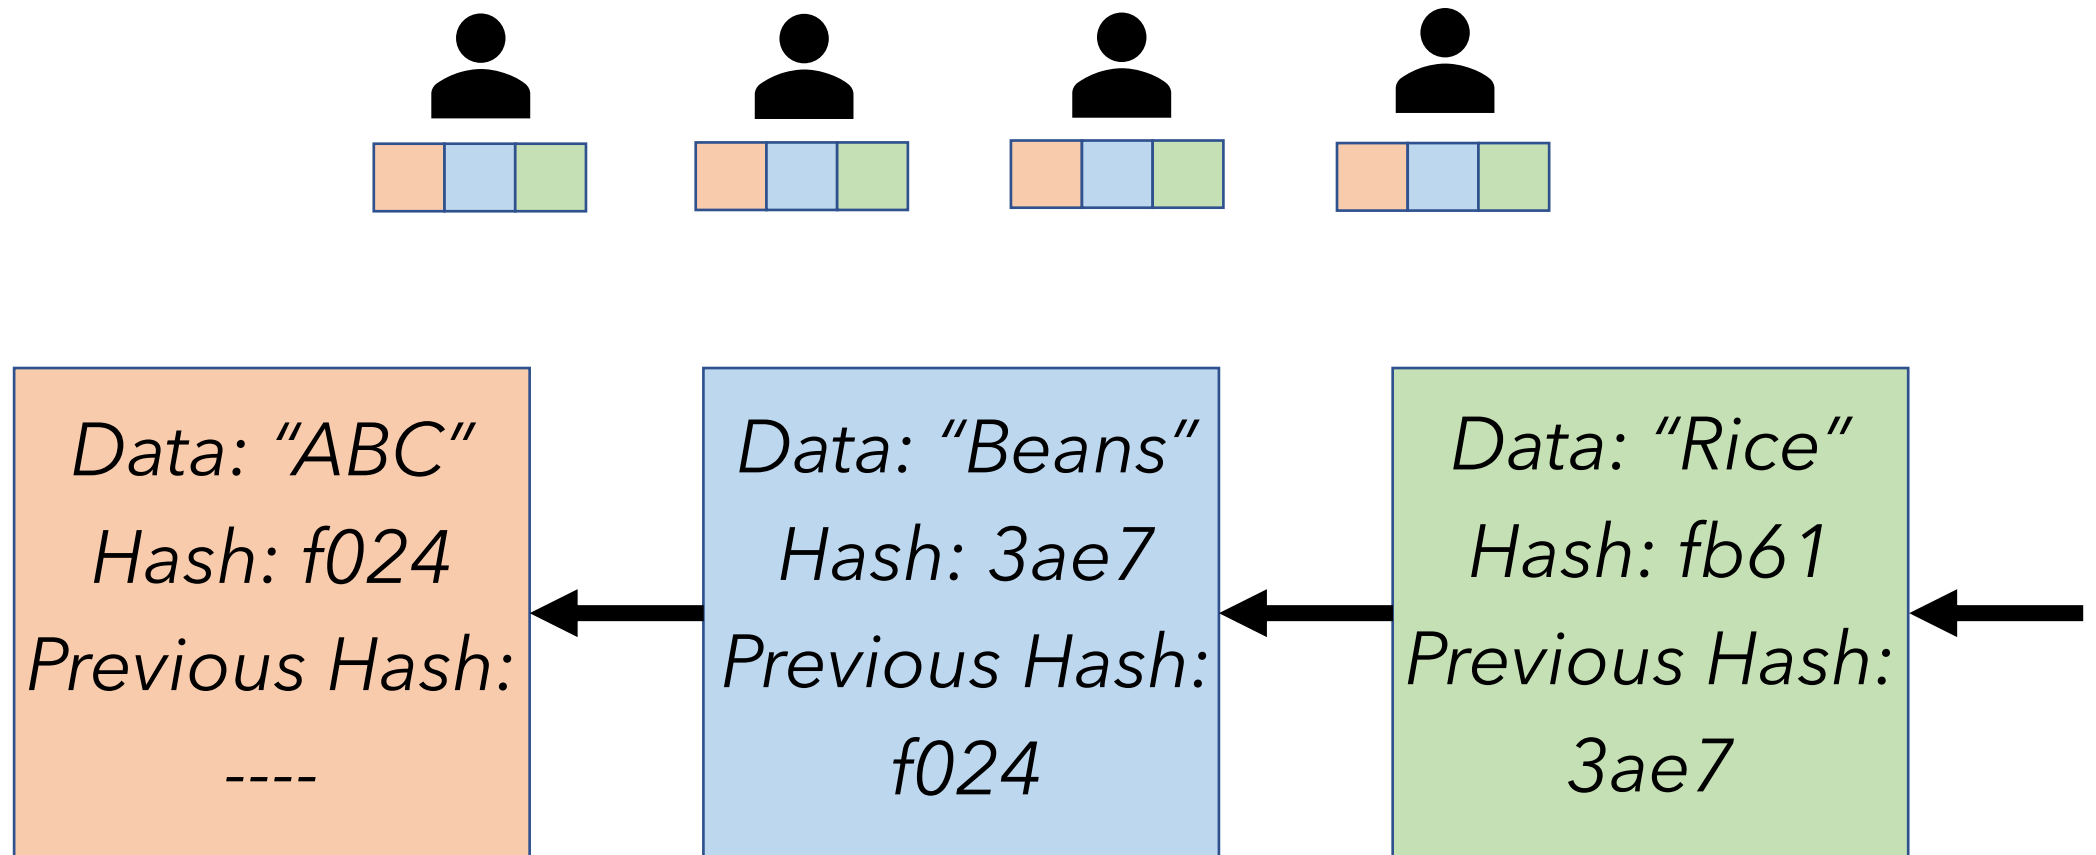 Data: “ABC”
Hash: f024
Previous Hash:
----
Data: “Beans”
Hash: 3ae7
Previous Hash:
f024
Data: “Rice”
Hash: fb61
Previous Hash:
3ae7